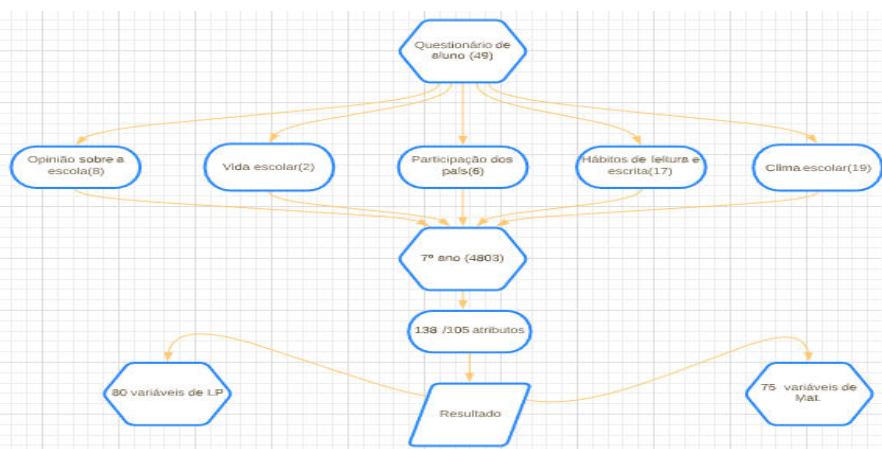 Questionário de
aluno (49)
Opinião sobre a
escola(8)
Vida escolar(2)
Participação dos
pais(6)
Hábitos de leitura e
escrita(17)
Clima escolar(19)
7º ano (4803)
138 /105 atributos
80 variáveis de LP
Resultado
75 variáveis de
Mat.